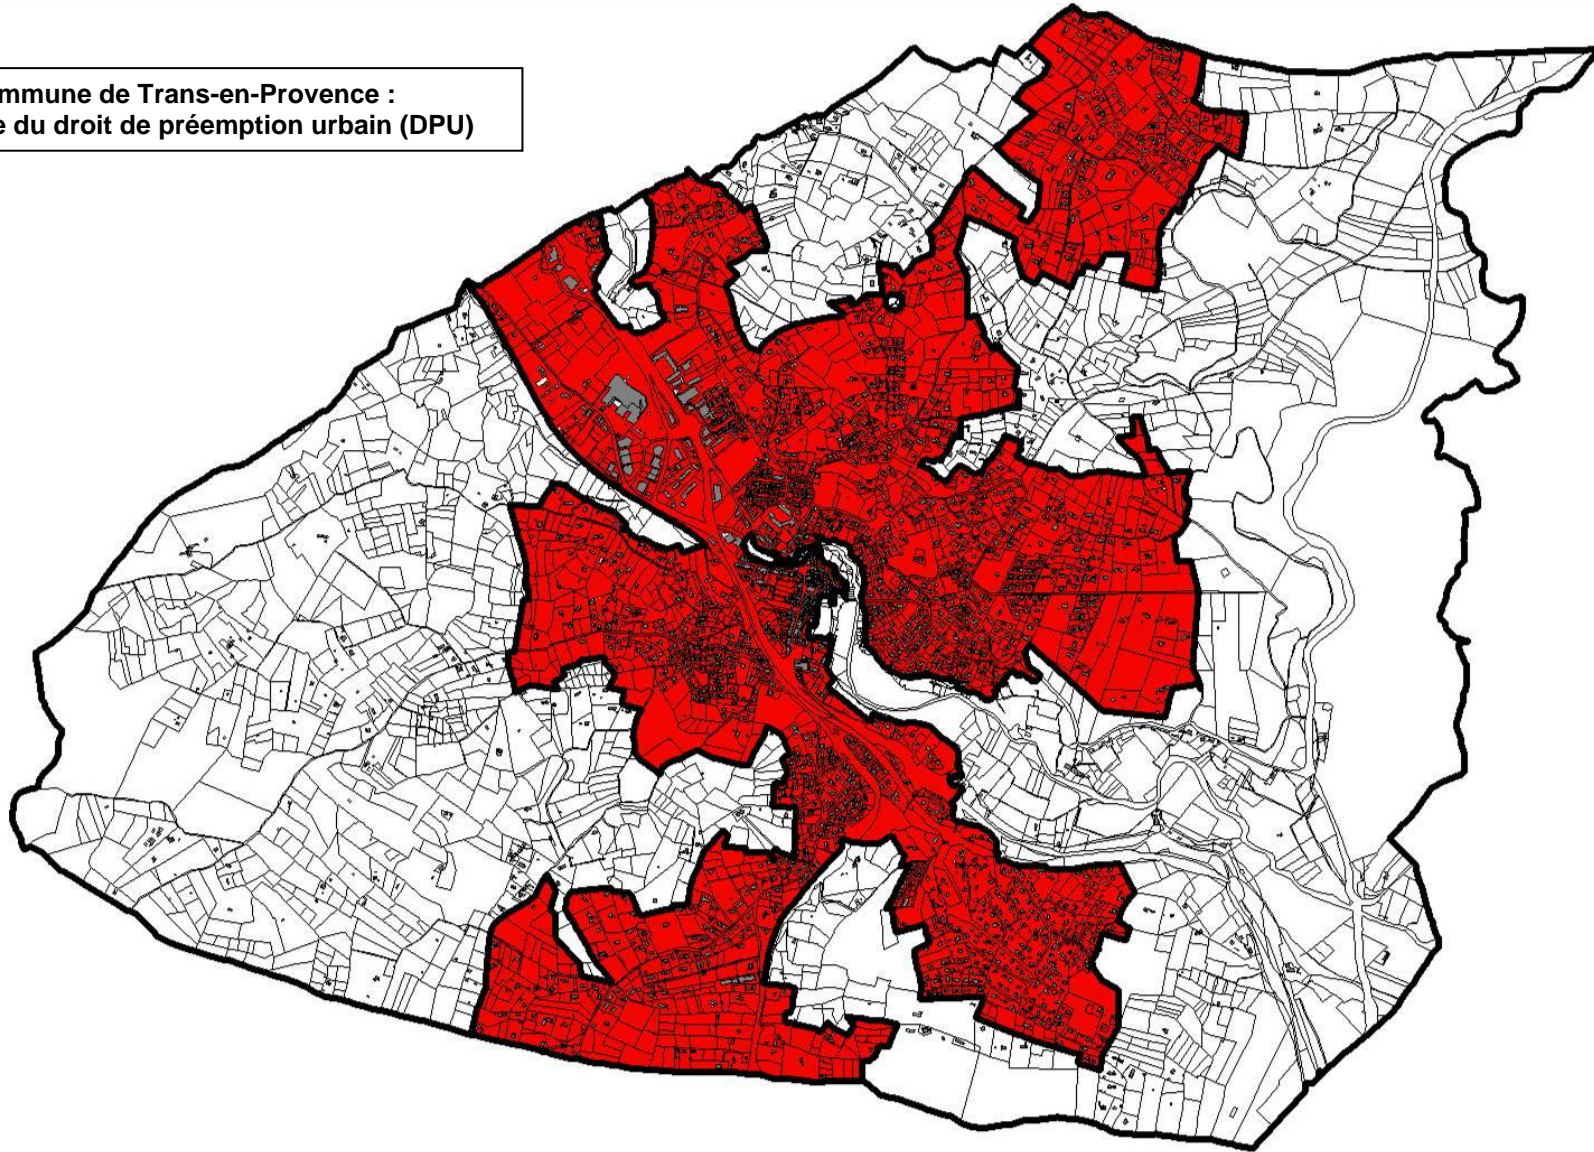 mmune de Trans-en-Provence :
e du droit de préemption urbain (DPU)